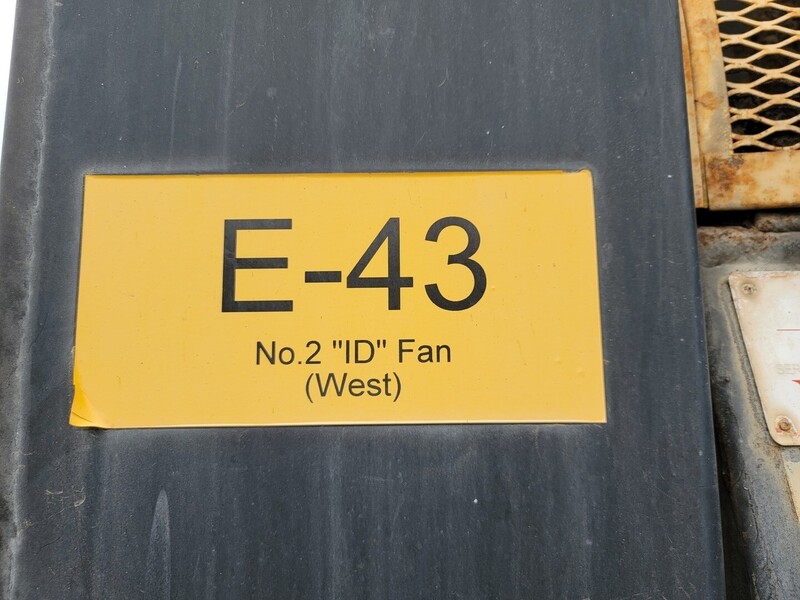 E-43
No.2 "ID" Fan
(West)